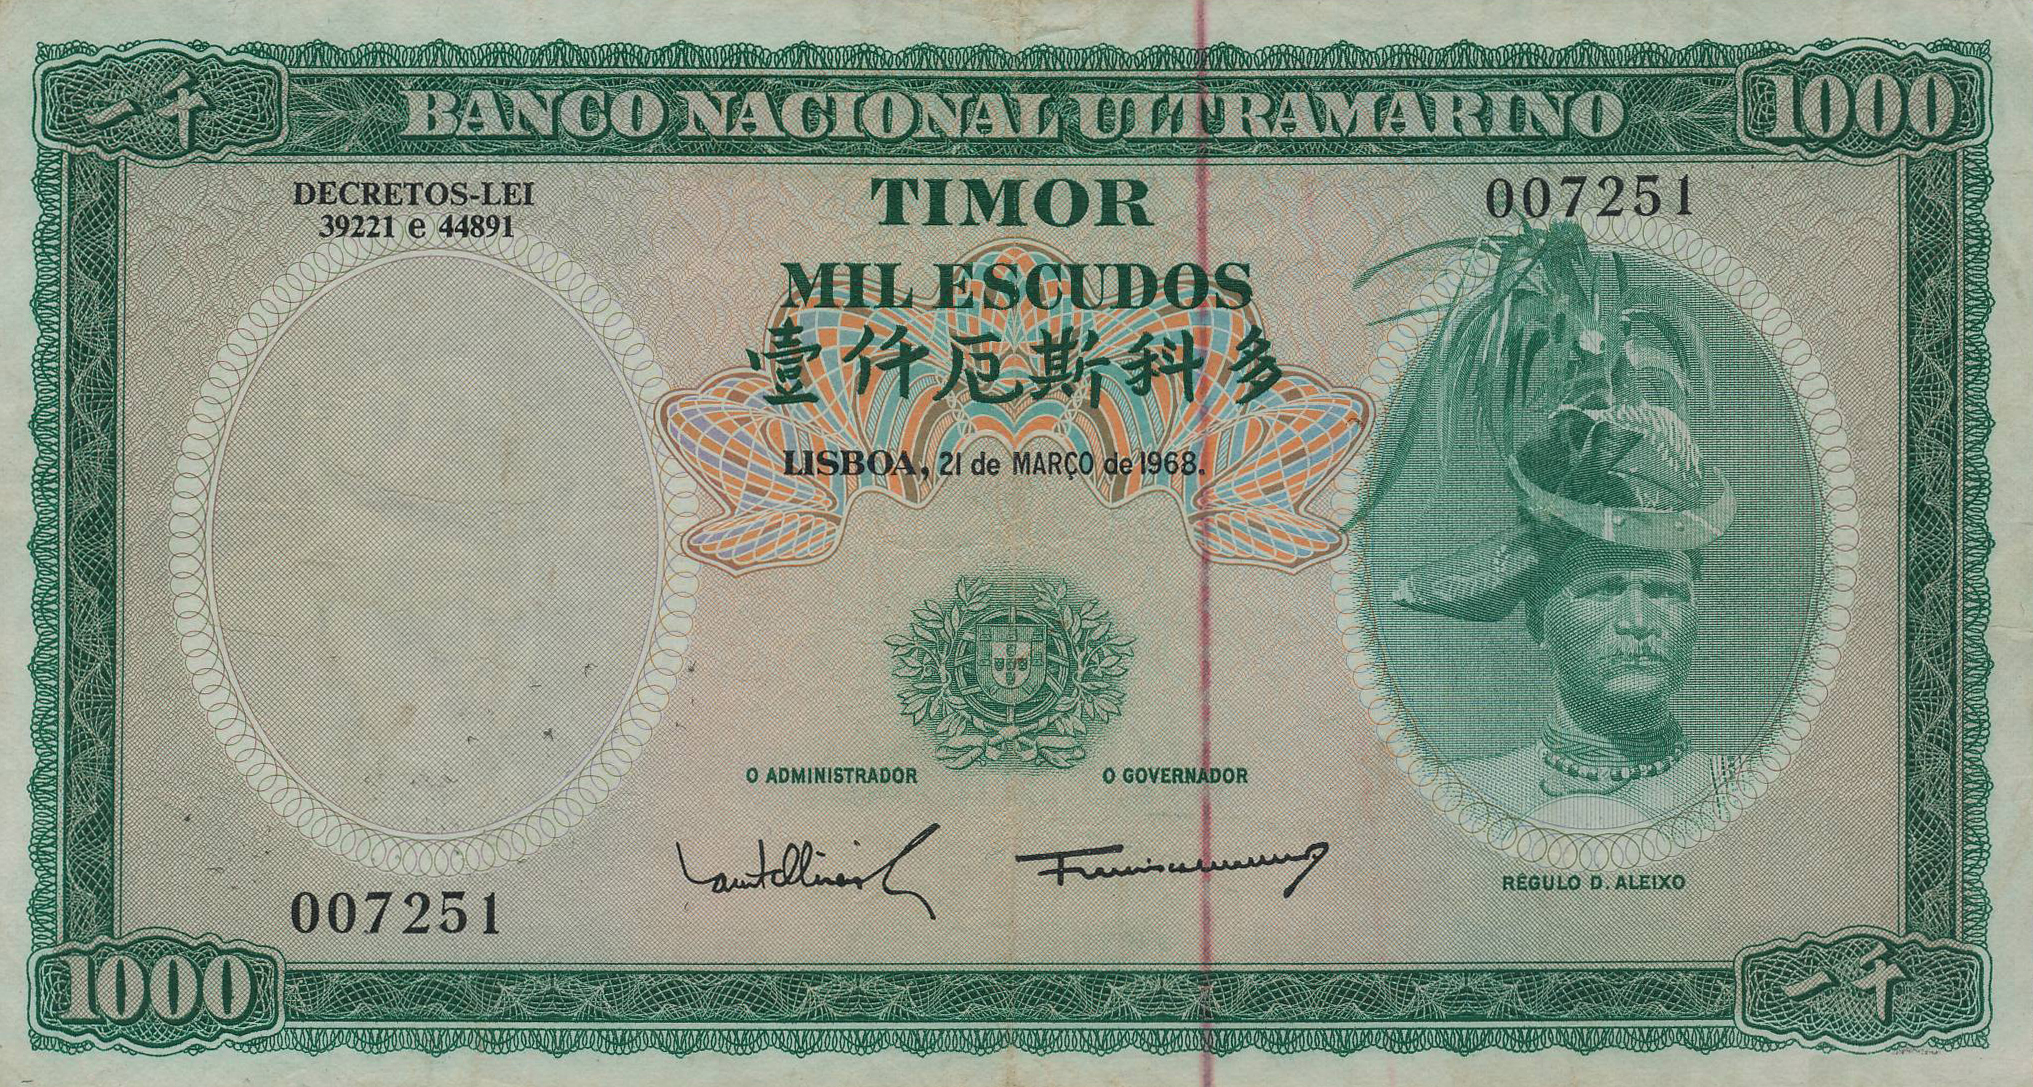 一千
BANCO NACIONAL ULTRAMARINO
1000
DECRETOS-LEI
39221 e 44891
TIMOR
007251
MIL ESCUDOS
壹仟厄斯科多
LISBOA, 21 de MARÇO de 1968.
O ADMINISTRADOR
O GOVERNADOR
RÉGULO D. ALEIXO
007251
1000
一千